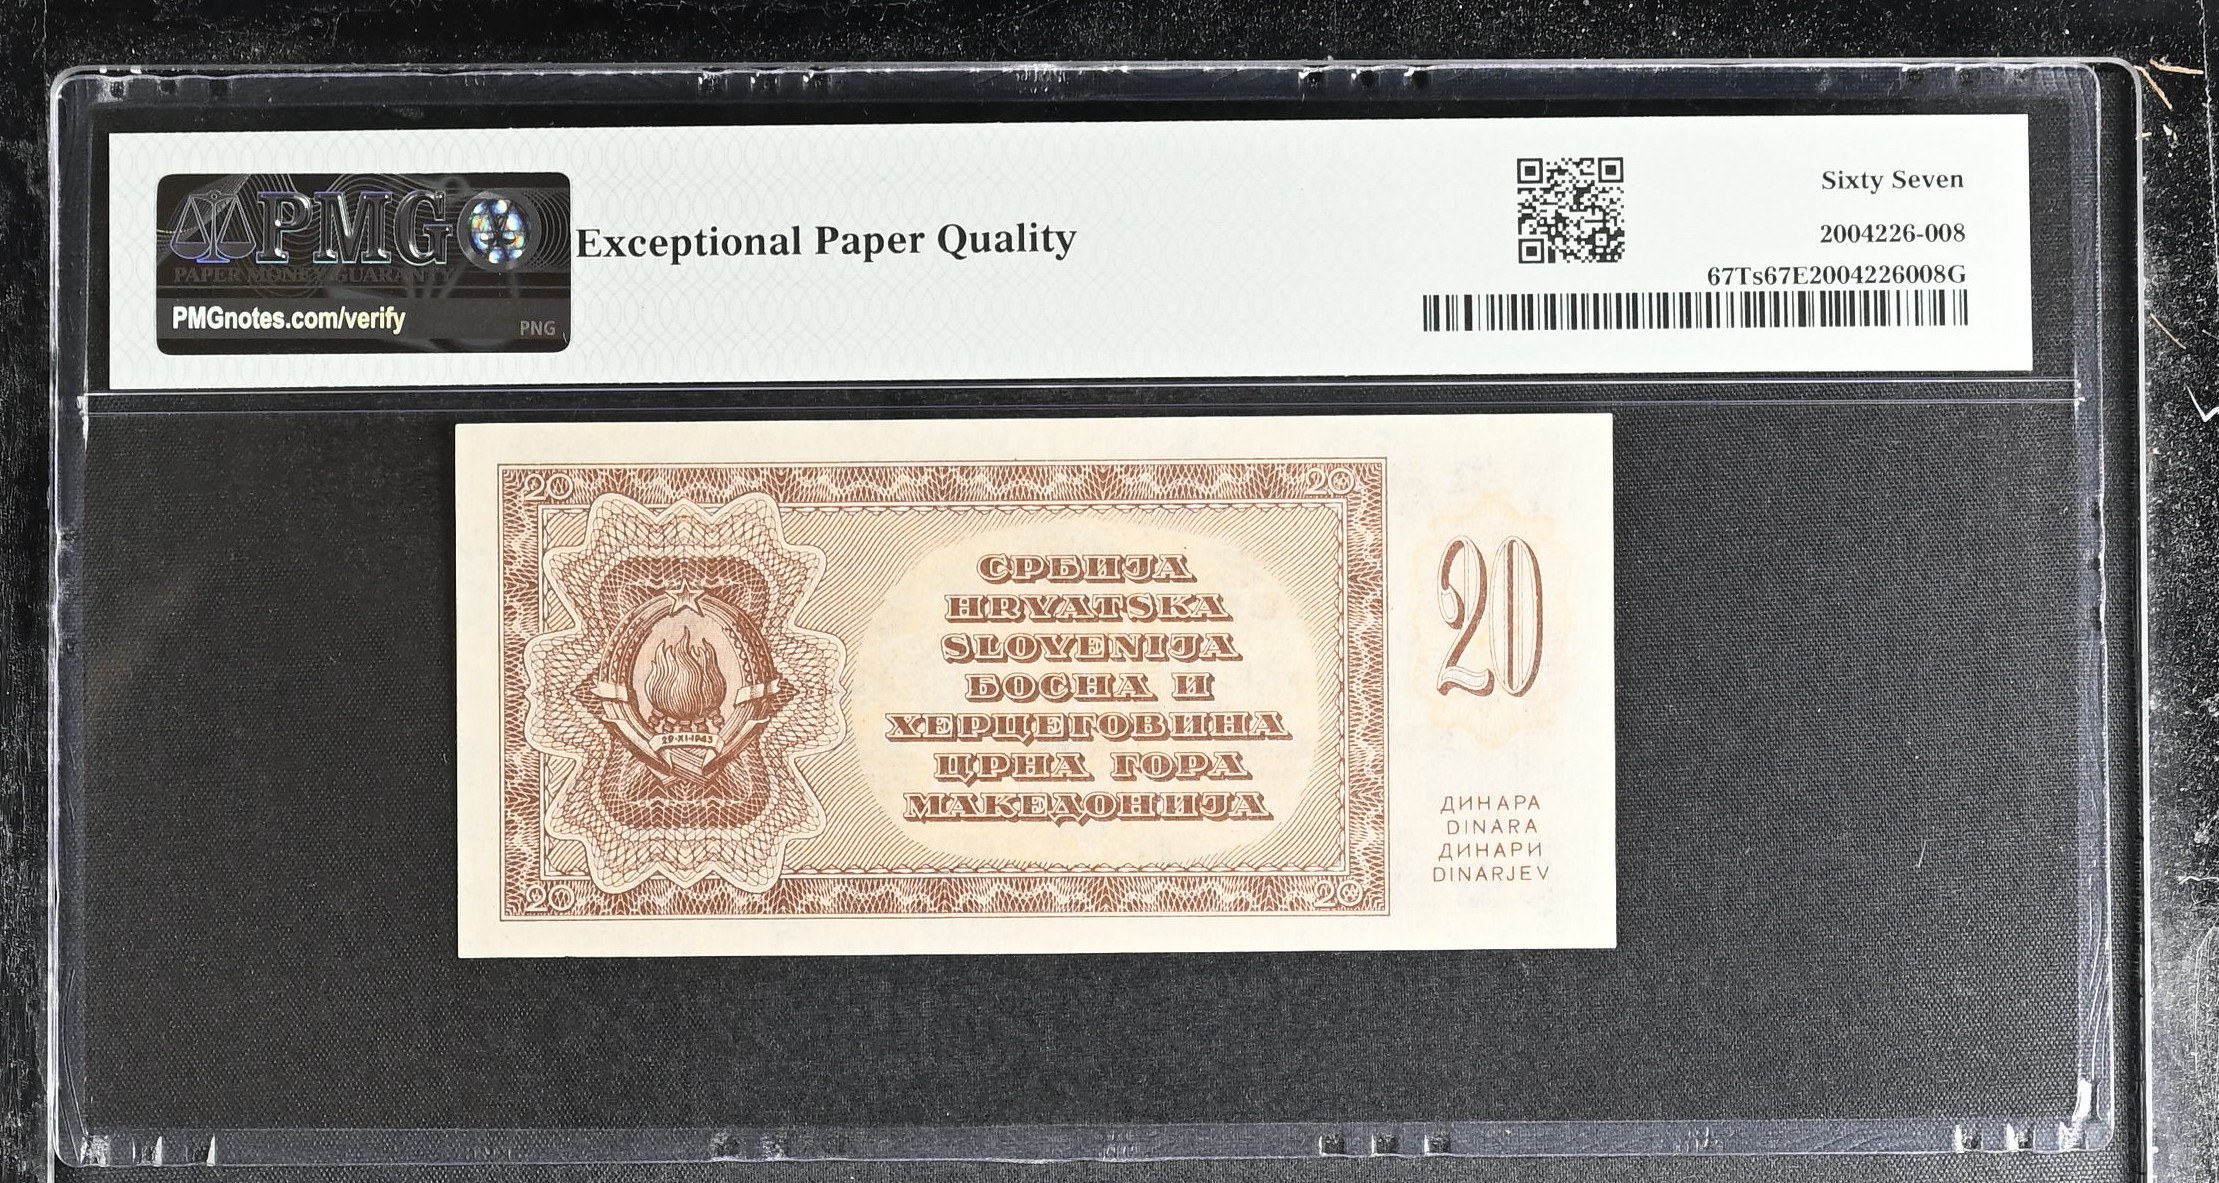 PMG
PAPER MONEY GUARANTY
PMGnotes.com/verify
PNG
Exceptional Paper Quality
Sixty Seven
2004226-008
67Ts67E2004226008G
20
20
СРБИЈА
HRVATSKA
SLOVENIJA
БОСНА И
ХЕРЦЕГОВИНА
ЦРНА ГОРА
МАКЕДОНИЈА
29·XI·1943
20
20
20
ДИНАРА
DINARA
ДИНАРИ
DINARJEV